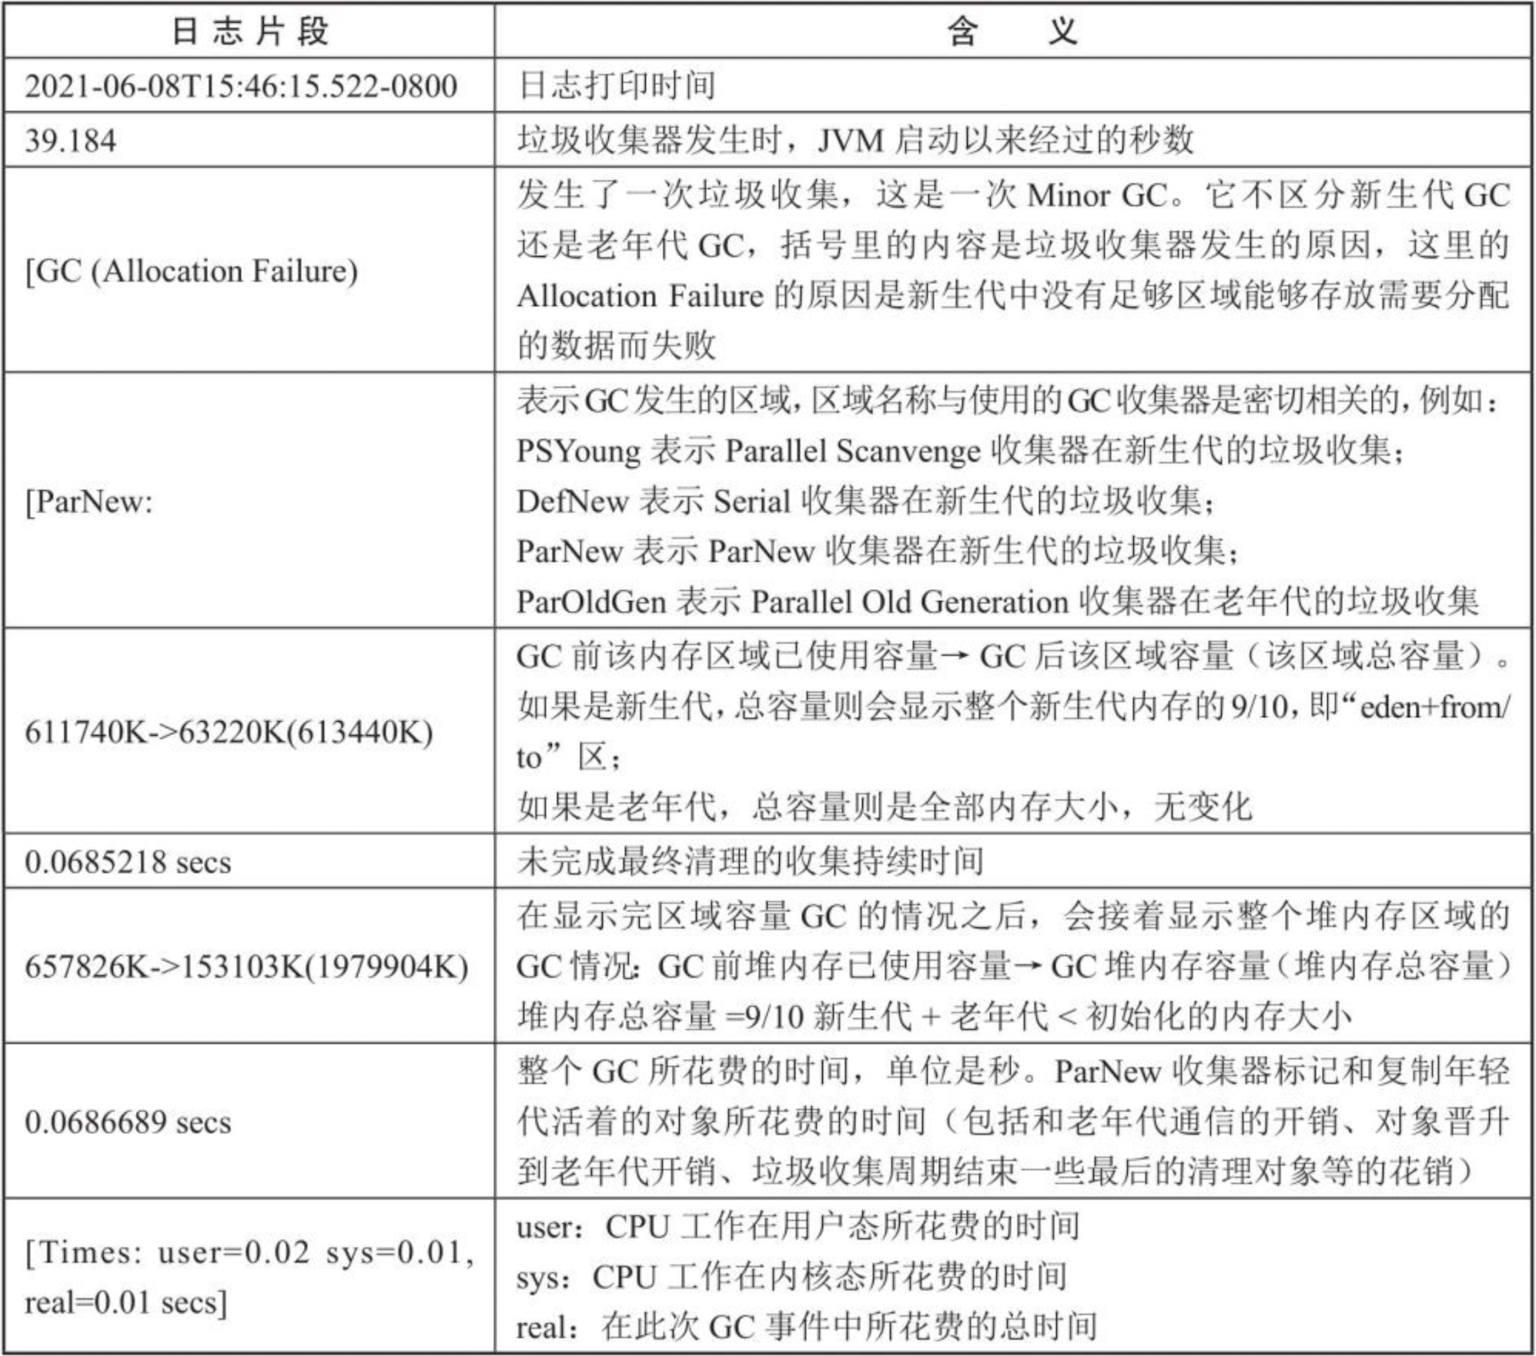 日志片段
含 义
2021-06-08T15:46:15.522-0800
日志打印时间
39.184
垃圾收集器发生时，JVM 启动以来经过的秒数
[GC (Allocation Failure)
发生了一次垃圾收集，这是一次 Minor GC。它不区分新生代 GC
还是老年代 GC，括号里的内容是垃圾收集器发生的原因，这里的
Allocation Failure 的原因是新生代中没有足够区域能够存放需要分配
的数据而失败
[ParNew:
表示GC发生的区域，区域名称与使用的GC收集器是密切相关的，例如：
PSYoung 表示 Parallel Scanvenge 收集器在新生代的垃圾收集；
DefNew 表示 Serial 收集器在新生代的垃圾收集；
ParNew 表示 ParNew 收集器在新生代的垃圾收集；
ParOldGen 表示 Parallel Old Generation 收集器在老年代的垃圾收集
611740K->63220K(613440K)
GC 前该内存区域已使用容量→ GC 后该区域容量（该区域总容量）。
如果是新生代，总容量则会显示整个新生代内存的 9/10，即“eden+from/
to”区；
如果是老年代，总容量则是全部内存大小，无变化
0.0685218 secs
未完成最终清理的收集持续时间
657826K->153103K(1979904K)
在显示完区域容量 GC 的情况之后，会接着显示整个堆内存区域的
GC 情况：GC 前堆内存已使用容量→ GC 堆内存容量（堆内存总容量）
堆内存总容量 =9/10 新生代 + 老年代 < 初始化的内存大小
0.0686689 secs
整个 GC 所花费的时间，单位是秒。ParNew 收集器标记和复制年轻
代活着的对象所花费的时间（包括和老年代通信的开销、对象晋升
到老年代开销、垃圾收集周期结束一些最后的清理对象等的花销）
[Times: user=0.02 sys=0.01,
real=0.01 secs]
user：CPU 工作在用户态所花费的时间
sys：CPU 工作在内核态所花费的时间
real：在此次 GC 事件中所花费的总时间